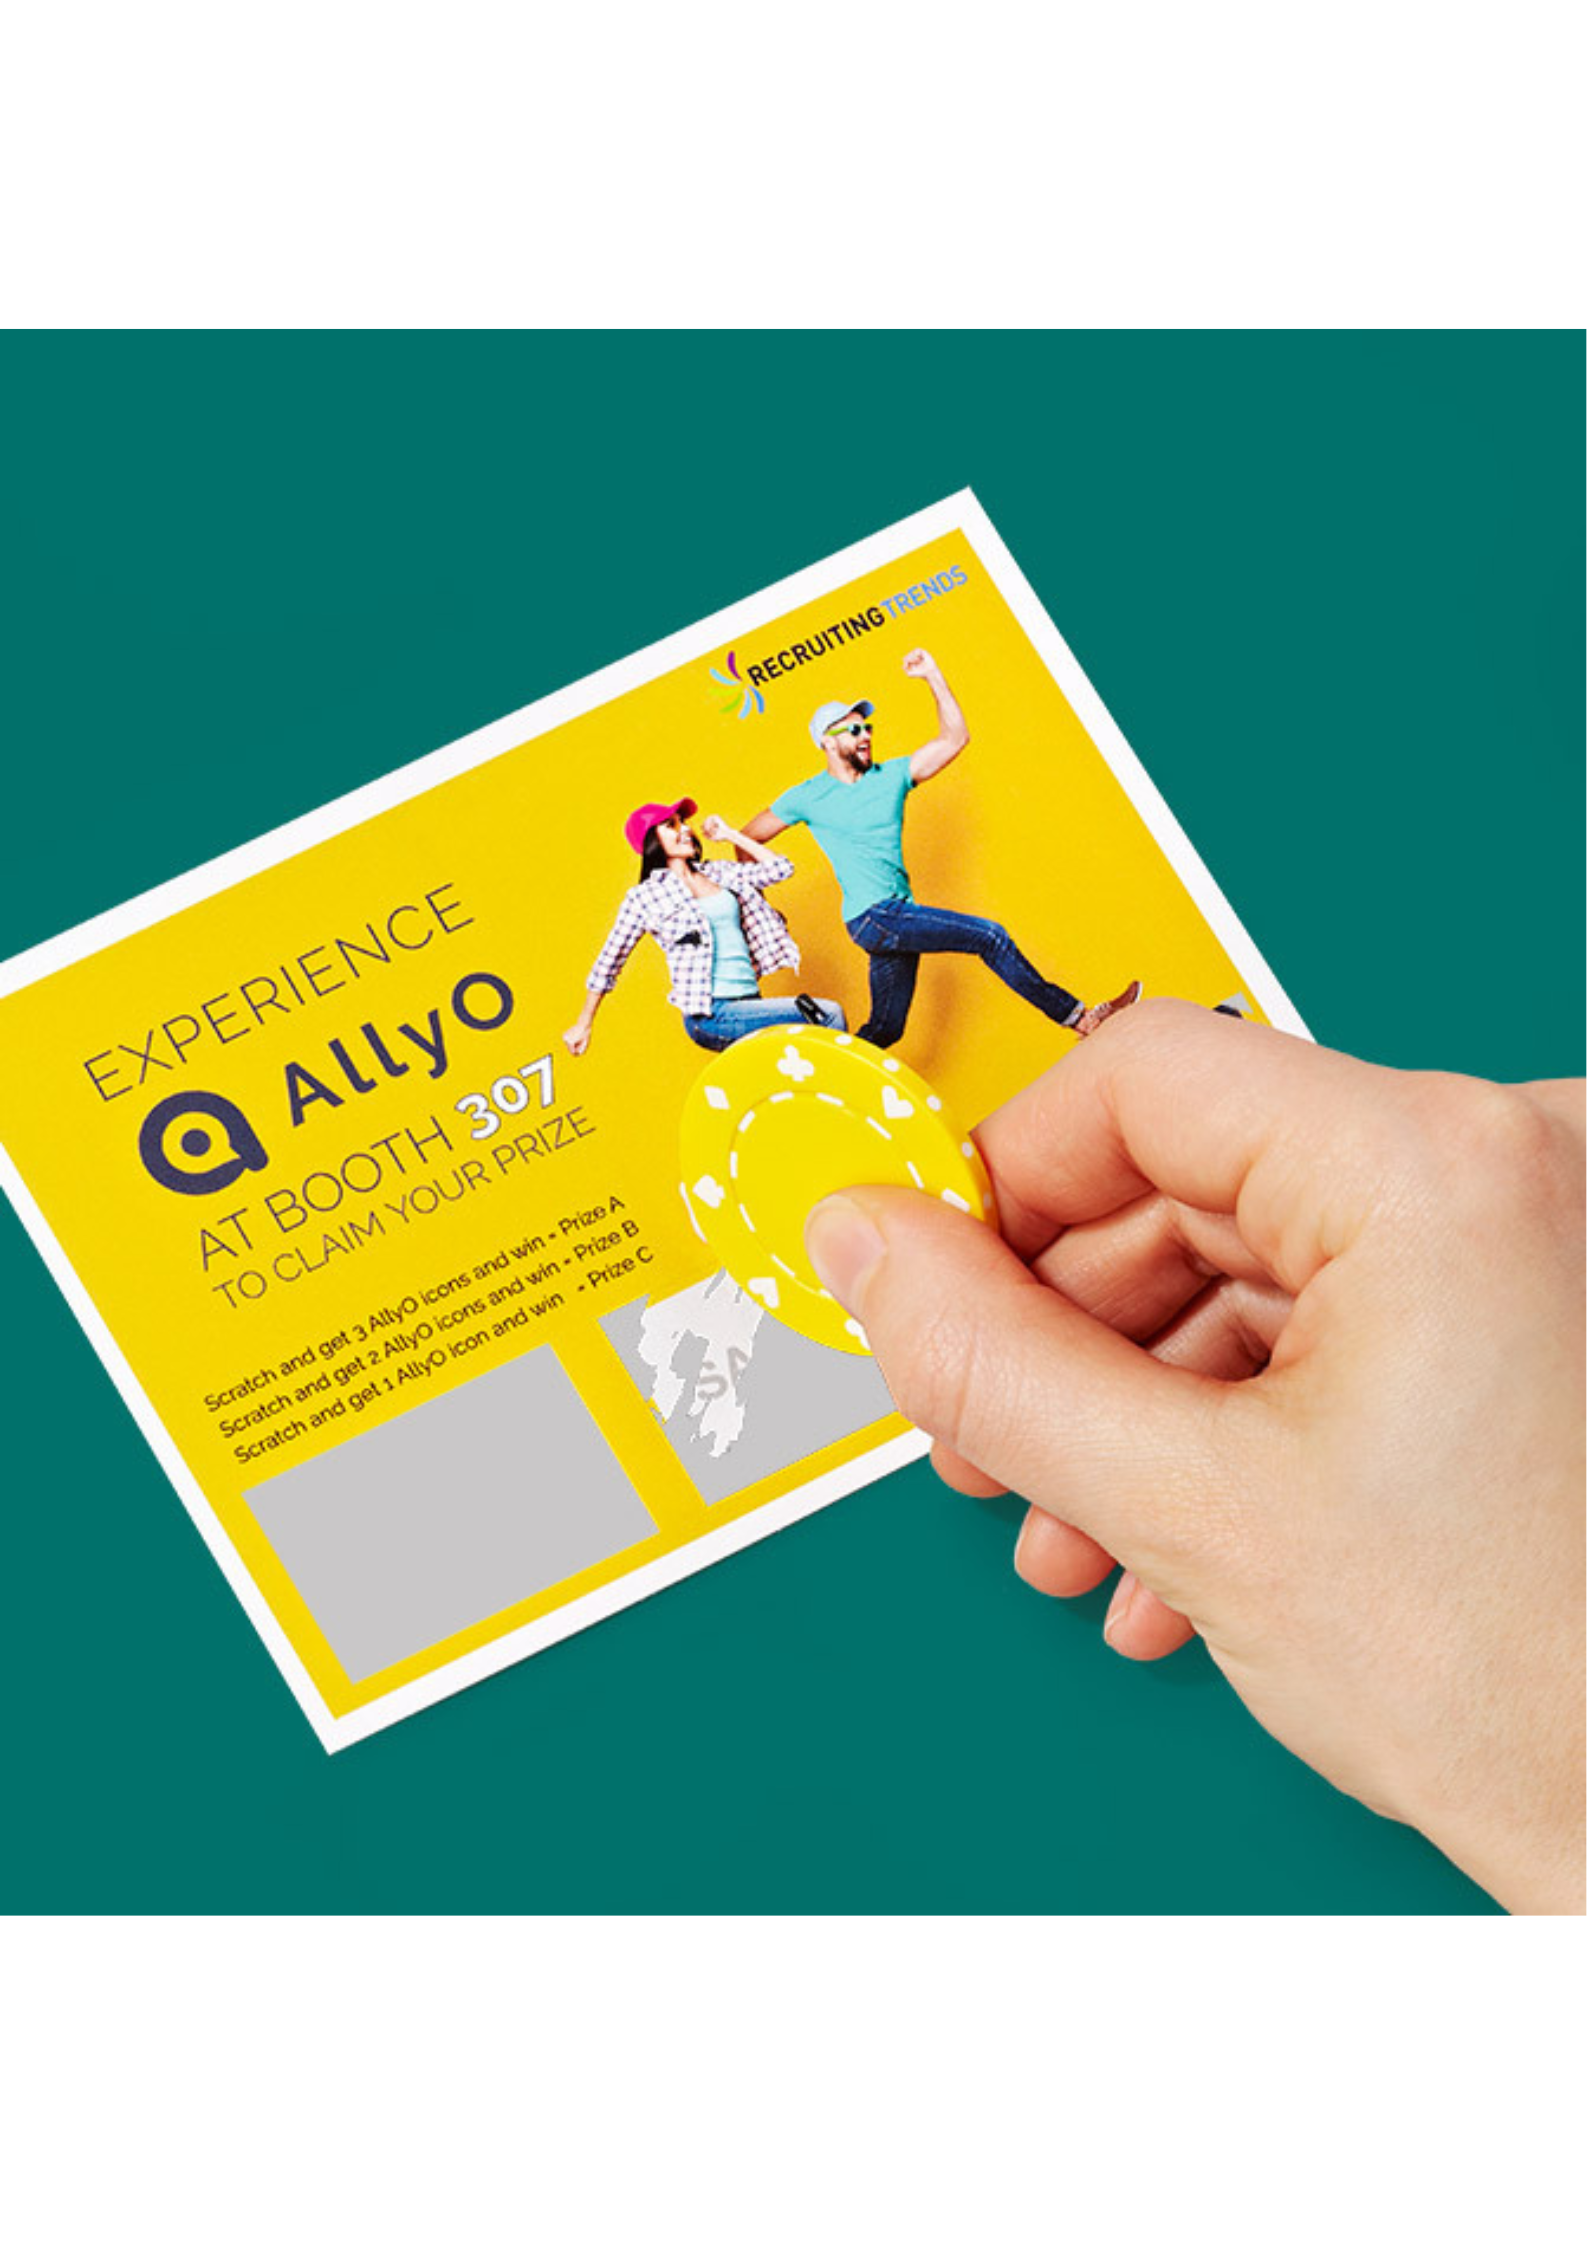 RECRUITINGTRENDS
EXPERIENCE
AllyO
AT BOOTH 307
TO CLAIM YOUR PRIZE
Scratch and get 3 AllyO icons and win - Prize A
Scratch and get 2 AllyO icons and win - Prize B
Scratch and get 1 AllyO icon and win - Prize C